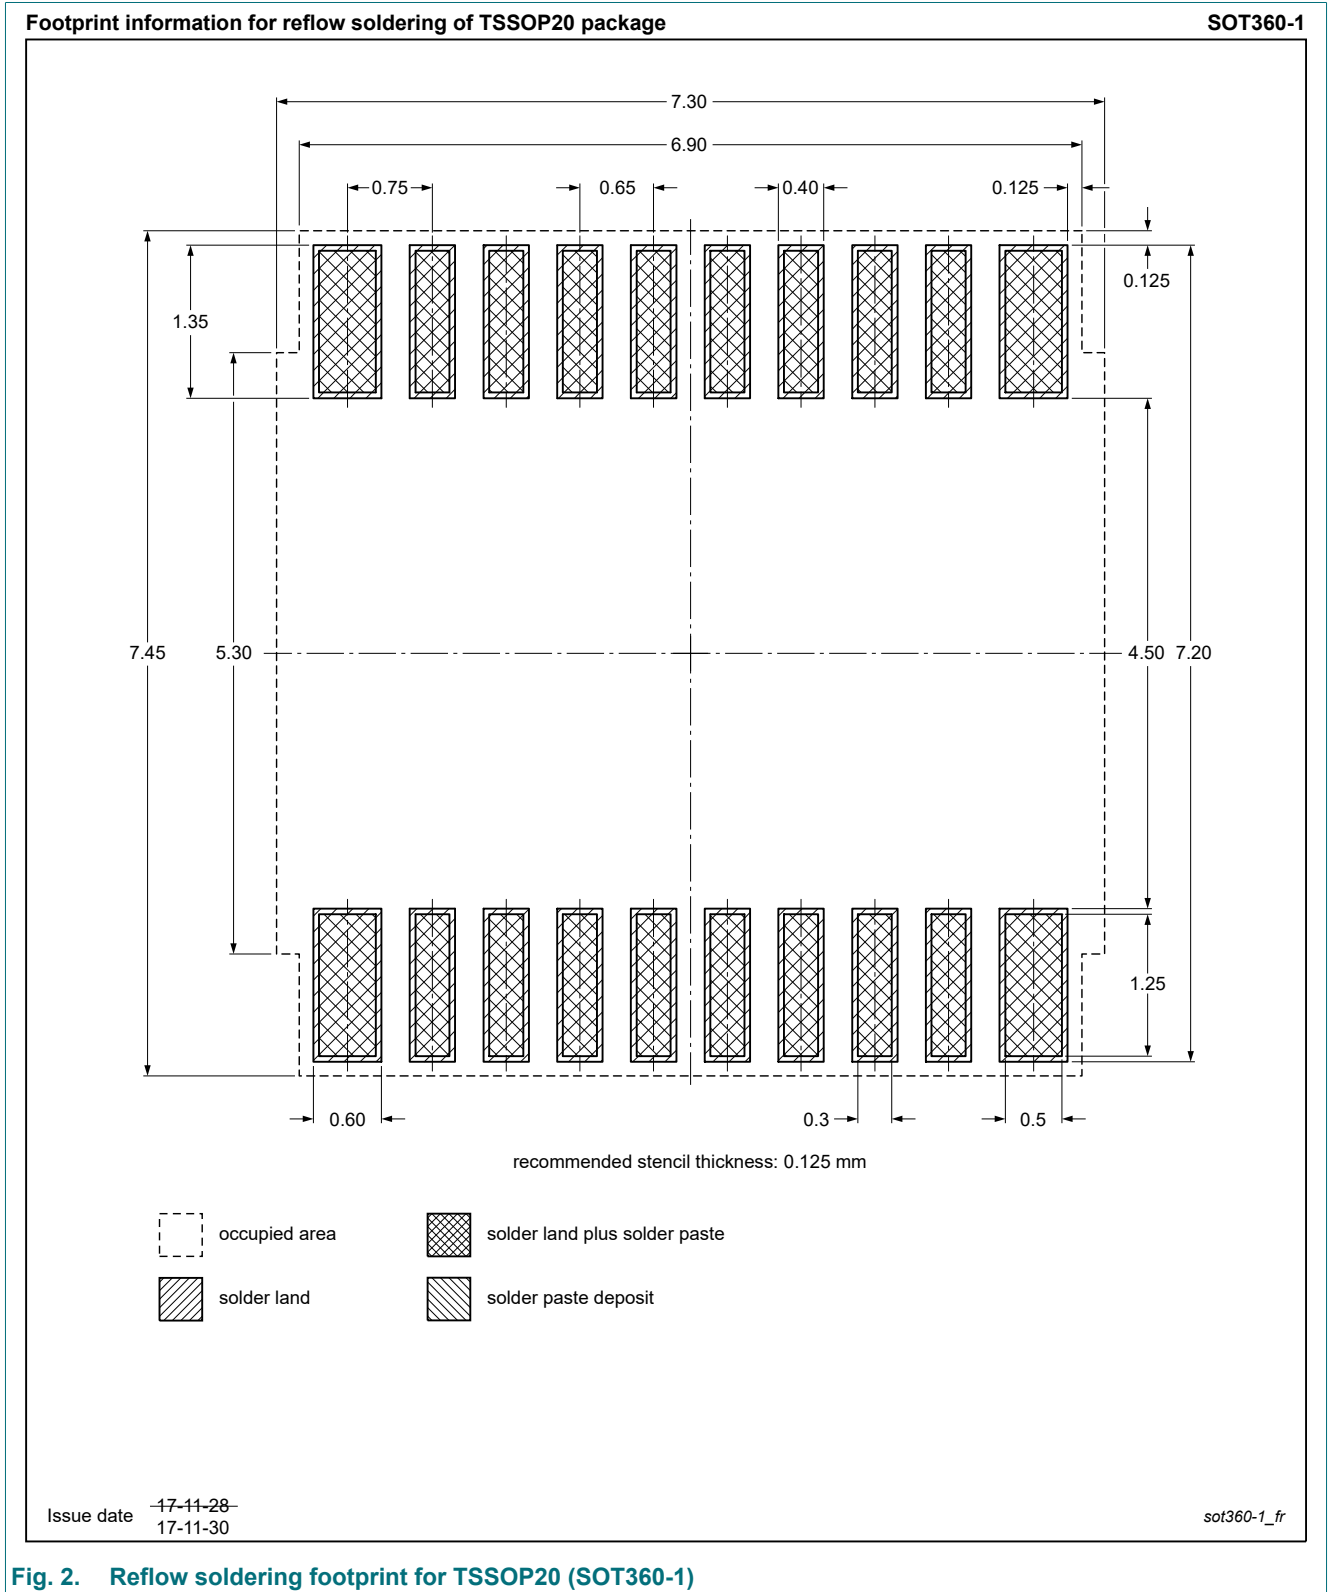 Footprint information for reflow soldering of TSSOP20 package SOT360-1
7.30
6.90
0.75 0.65 0.40 0.125
0.125
1.35
7.45 5.30 4.50 7.20
1.25
0.60 0.3 0.5
recommended stencil thickness: 0.125 mm
occupied area solder land plus solder paste
solder land solder paste deposit
17-11-28
Issue date
17-11-30
sot360-1_fr
Fig. 2. Reflow soldering footprint for TSSOP20 (SOT360-1)